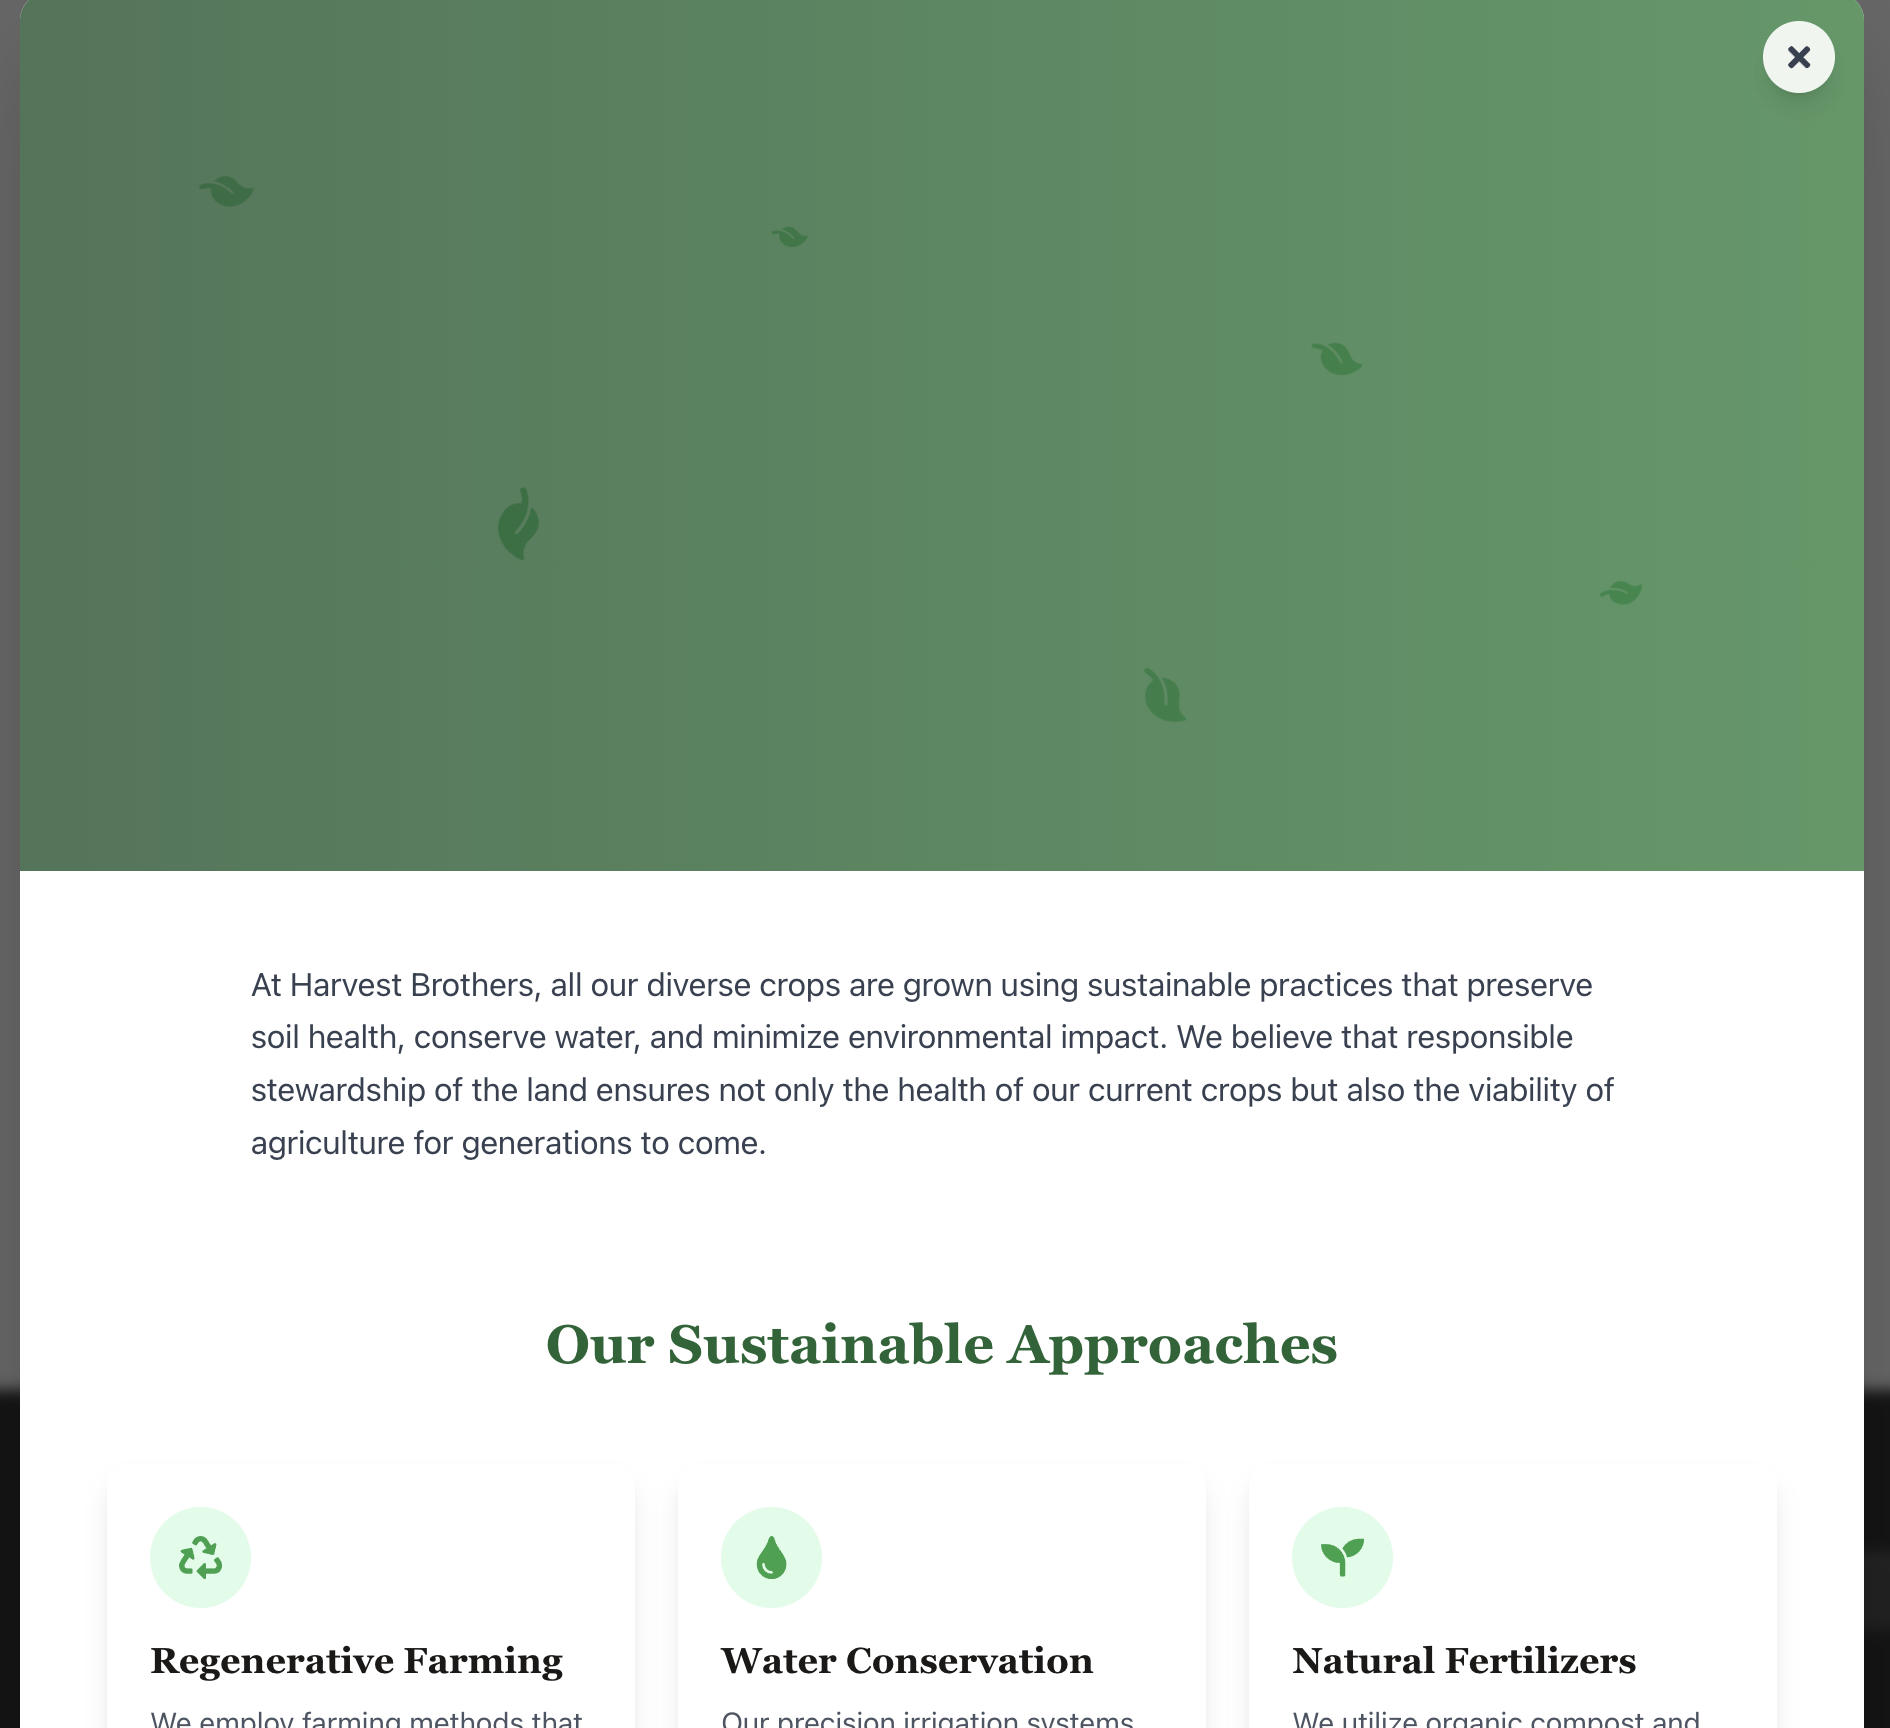 At Harvest Brothers, all our diverse crops are grown using sustainable practices that preserve
soil health, conserve water, and minimize environmental impact. We believe that responsible
stewardship of the land ensures not only the health of our current crops but also the viability of
agriculture for generations to come.
Our Sustainable Approaches
Regenerative Farming
Water Conservation
Natural Fertilizers
We employ farming methods that
Our precision irrigation systems
We utilize organic compost and